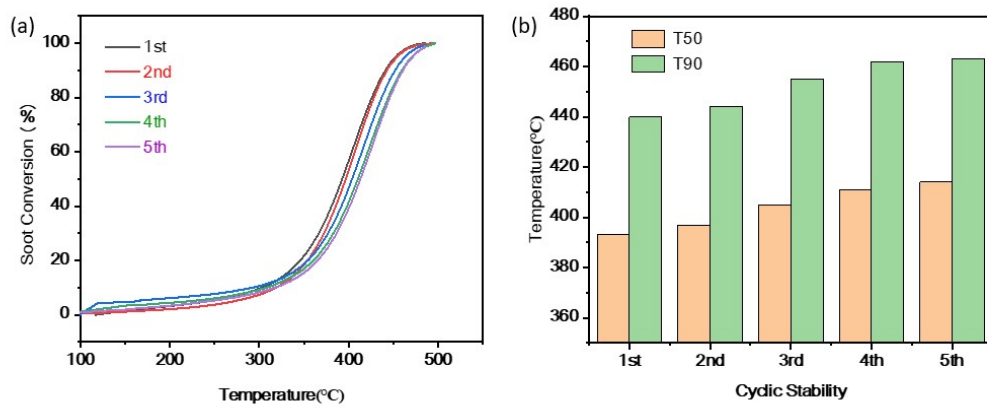 (a)
100
80
60
40
20
0
Soot Conversion (%)
1st
2nd
3rd
4th
5th
100 200 300 400 500
Temperature(°C)
(b)
480
460
440
420
400
380
360
Temperature(°C)
T50
T90
1st 2nd 3rd 4th 5th
Cyclic Stability